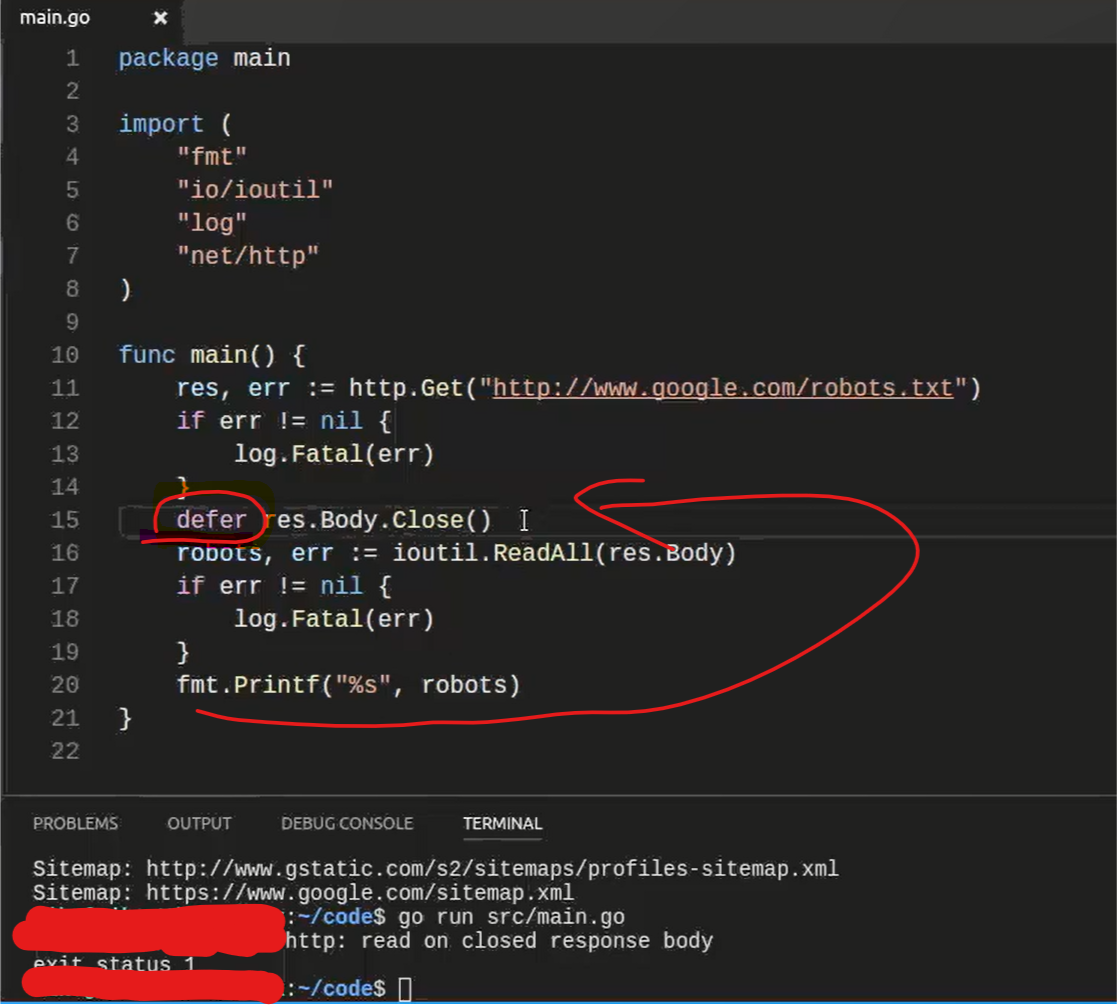 main.go ×
1 package main
2
3 import (
4 "fmt"
5 "io/ioutil"
6 "log"
7 "net/http"
8 )
9
10 func main() {
11 res, err := http.Get("http://www.google.com/robots.txt")
12 if err != nil {
13 log.Fatal(err)
14 }
15 defer res.Body.Close()
16 robots, err := ioutil.ReadAll(res.Body)
17 if err != nil {
18 log.Fatal(err)
19 }
20 fmt.Printf("%s", robots)
21 }
22
PROBLEMS OUTPUT DEBUG CONSOLE TERMINAL
Sitemap: http://www.gstatic.com/s2/sitemaps/profiles-sitemap.xml
Sitemap: https://www.google.com/sitemap.xml
:~/code$ go run src/main.go
http: read on closed response body
exit status 1
:~/code$